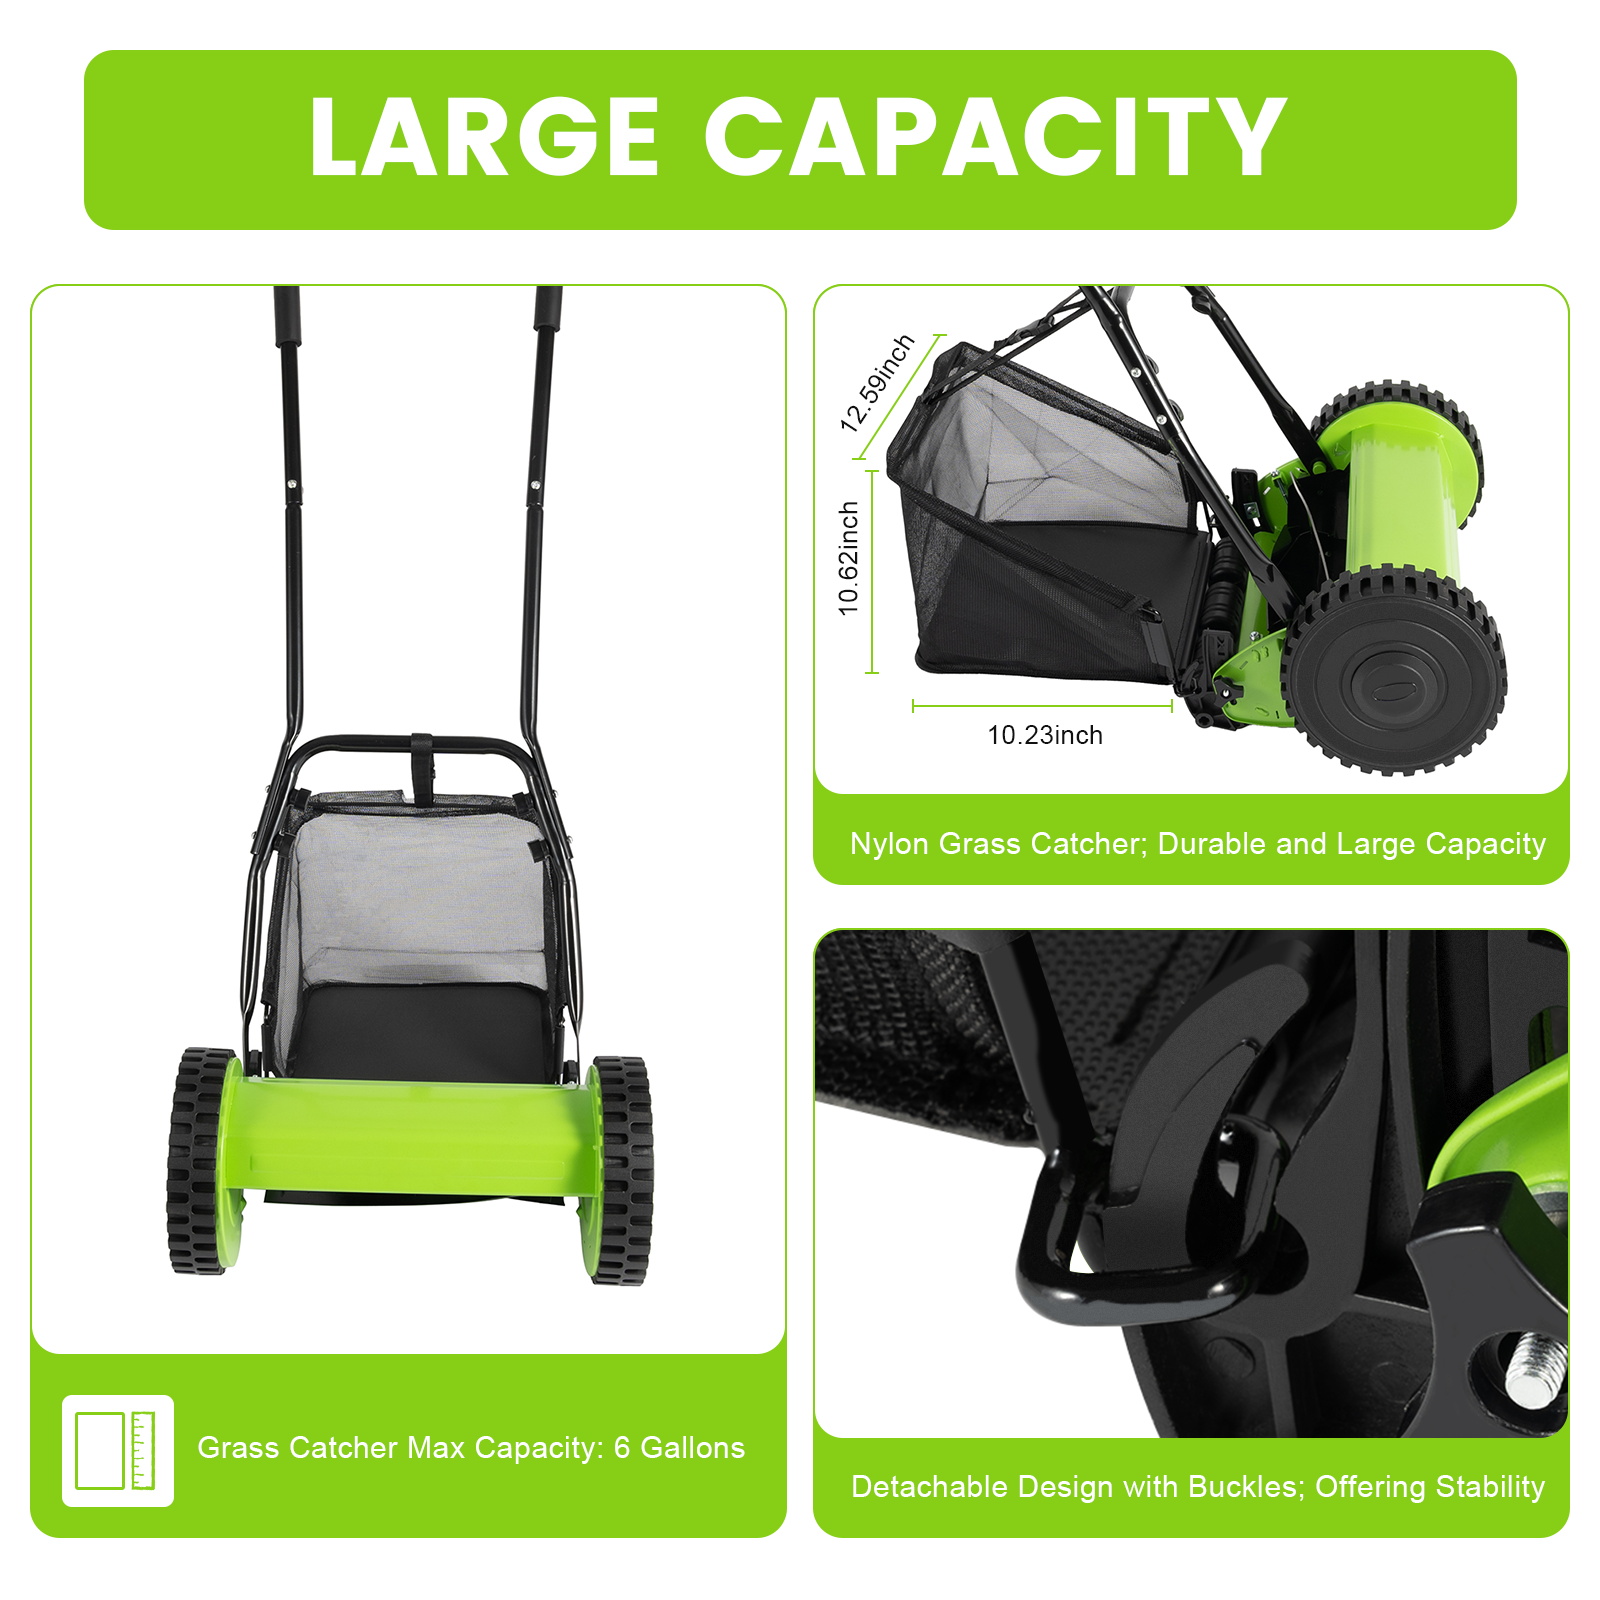 LARGE CAPACITY
12.59inch
10.62inch
10.23inch
Nylon Grass Catcher; Durable and Large Capacity
Grass Catcher Max Capacity: 6 Gallons
Detachable Design with Buckles; Offering Stability